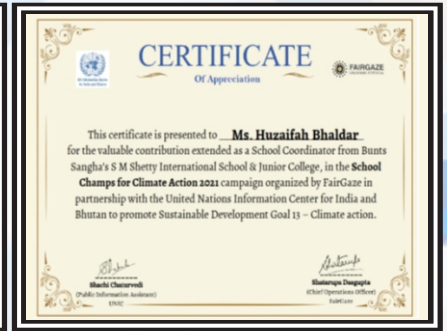 CERTIFICATE
Of Appreciation
FAIRGAZE
This certificate is presented to Ms. Huzaifah Bhaldar
for the valuable contribution extended as a School Coordinator from Bunts
Sangha's S M Shetty International School & Junior College, in the School
Champs for Climate Action 2021 campaign organized by FairGaze in
partnership with the United Nations Information Center for India and
Bhutan to promote Sustainable Development Goal 13 – Climate action.
Shachi Chaturvedi
(Public Information Assistant)
UNIC
Shatarupa Dasgupta
(Chief Operations Officer)
FairGaze